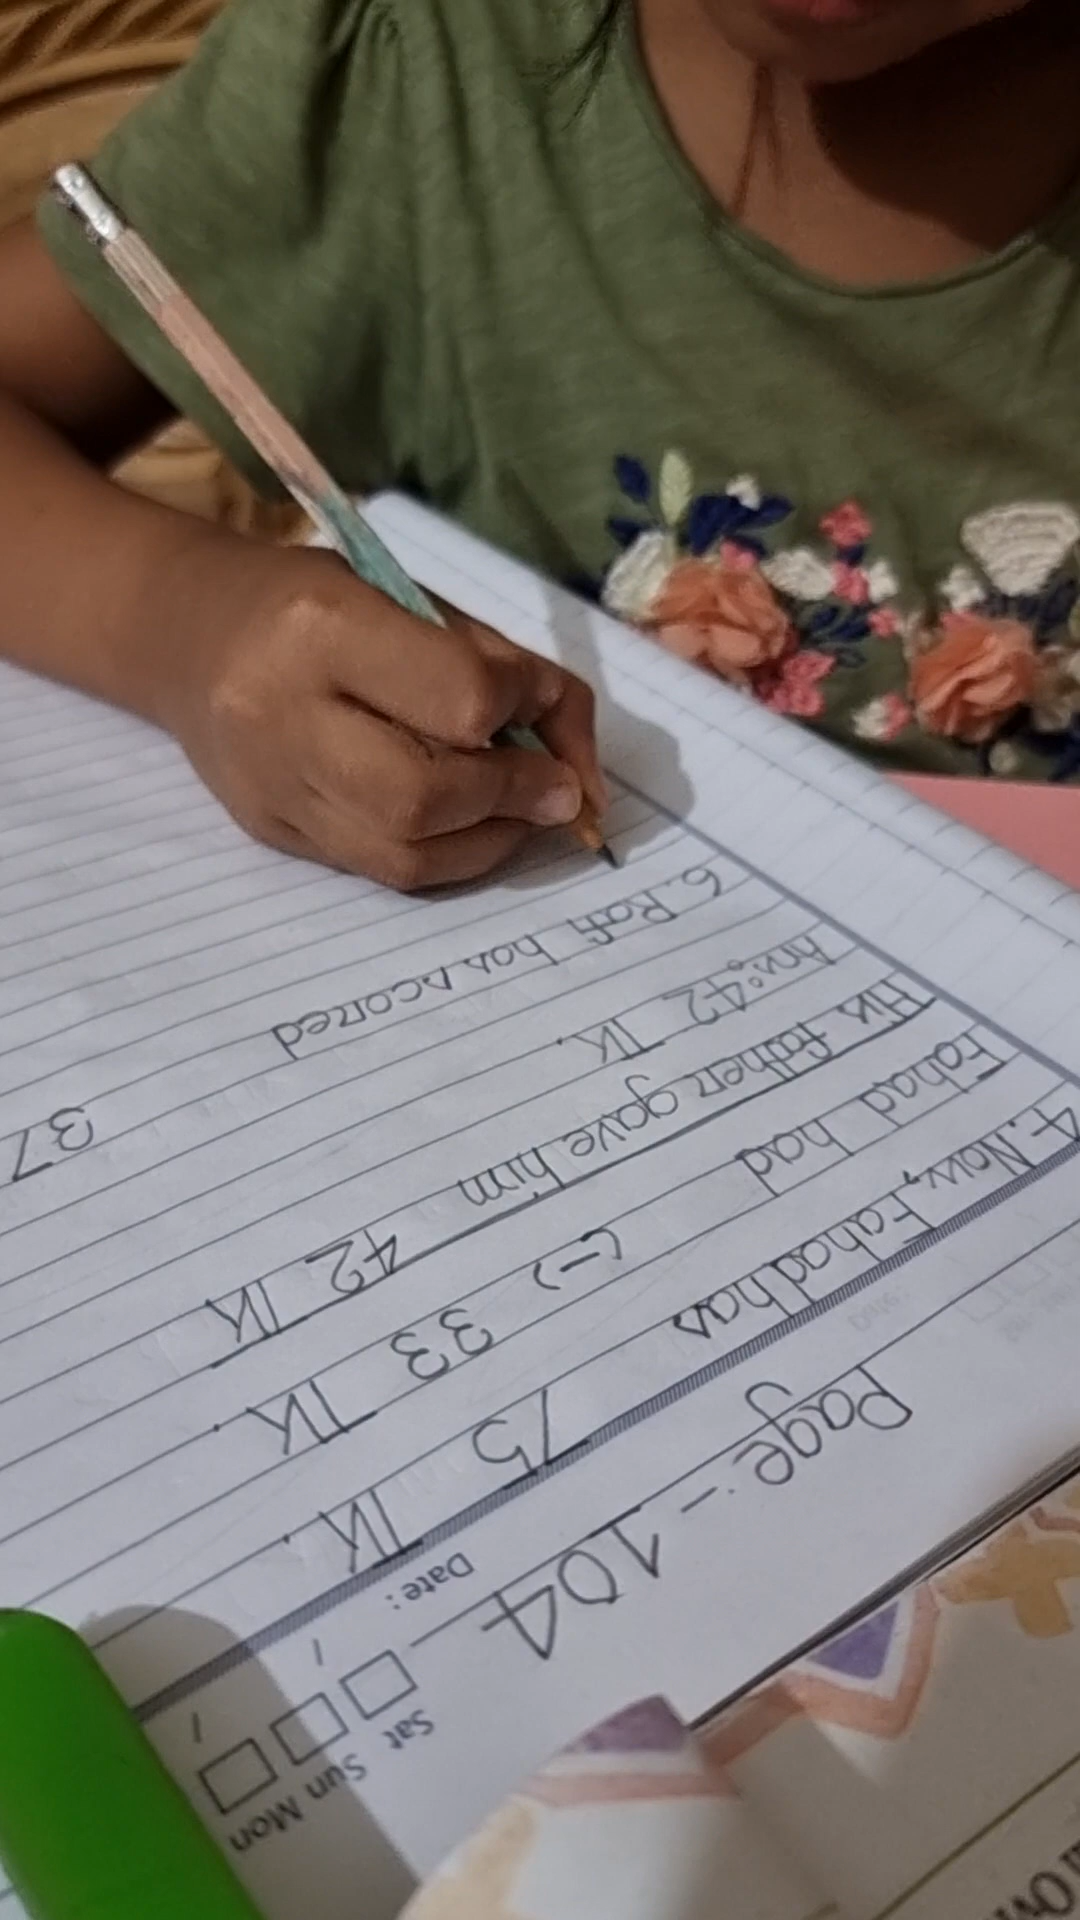 Sat Sun Mon
Date:
Page:-104
4. Now, Fahad has 75 TK.
Fahad had (-) 33 TK.
His father gave him 42 TK
Ans: 42 TK.
6. Rafi has scored 37